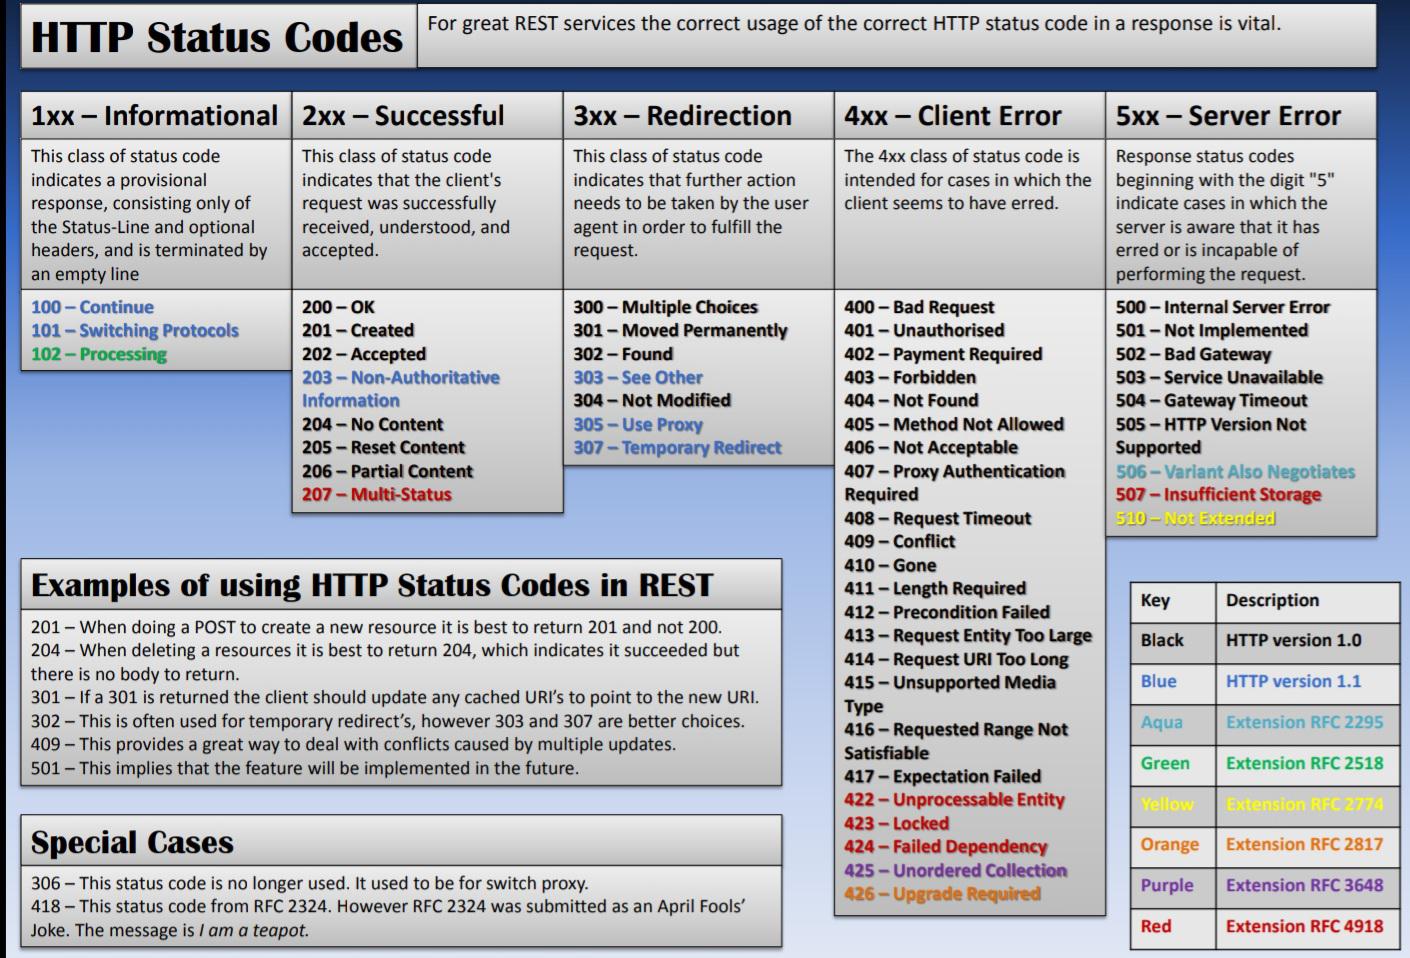 HTTP Status Codes
For great REST services the correct usage of the correct HTTP status code in a response is vital.
1xx – Informational
This class of status code
indicates a provisional
response, consisting only of
the Status-Line and optional
headers, and is terminated by
an empty line
100 – Continue
101 – Switching Protocols
102 – Processing
2xx – Successful
This class of status code
indicates that the client's
request was successfully
received, understood, and
accepted.
200 – OK
201 – Created
202 – Accepted
203 – Non-Authoritative
Information
204 – No Content
205 – Reset Content
206 – Partial Content
207 – Multi-Status
3xx – Redirection
This class of status code
indicates that further action
needs to be taken by the user
agent in order to fulfill the
request.
300 – Multiple Choices
301 – Moved Permanently
302 – Found
303 – See Other
304 – Not Modified
305 – Use Proxy
307 – Temporary Redirect
4xx – Client Error
The 4xx class of status code is
intended for cases in which the
client seems to have erred.
400 – Bad Request
401 – Unauthorised
402 – Payment Required
403 – Forbidden
404 – Not Found
405 – Method Not Allowed
406 – Not Acceptable
407 – Proxy Authentication
Required
408 – Request Timeout
409 – Conflict
410 – Gone
411 – Length Required
412 – Precondition Failed
413 – Request Entity Too Large
414 – Request URI Too Long
415 – Unsupported Media
Type
416 – Requested Range Not
Satisfiable
417 – Expectation Failed
422 – Unprocessable Entity
423 – Locked
424 – Failed Dependency
425 – Unordered Collection
426 – Upgrade Required
5xx – Server Error
Response status codes
beginning with the digit "5"
indicate cases in which the
server is aware that it has
erred or is incapable of
performing the request.
500 – Internal Server Error
501 – Not Implemented
502 – Bad Gateway
503 – Service Unavailable
504 – Gateway Timeout
505 – HTTP Version Not
Supported
506 – Variant Also Negotiates
507 – Insufficient Storage
510 – Not Extended
Examples of using HTTP Status Codes in REST
201 – When doing a POST to create a new resource it is best to return 201 and not 200.
204 – When deleting a resources it is best to return 204, which indicates it succeeded but
there is no body to return.
301 – If a 301 is returned the client should update any cached URI's to point to the new URI.
302 – This is often used for temporary redirect's, however 303 and 307 are better choices.
409 – This provides a great way to deal with conflicts caused by multiple updates.
501 – This implies that the feature will be implemented in the future.
Special Cases
306 – This status code is no longer used. It used to be for switch proxy.
418 – This status code from RFC 2324. However RFC 2324 was submitted as an April Fools'
Joke. The message is I am a teapot.
Key Description
Black HTTP version 1.0
Blue HTTP version 1.1
Aqua Extension RFC 2295
Green Extension RFC 2518
Yellow Extension RFC 2774
Orange Extension RFC 2817
Purple Extension RFC 3648
Red Extension RFC 4918